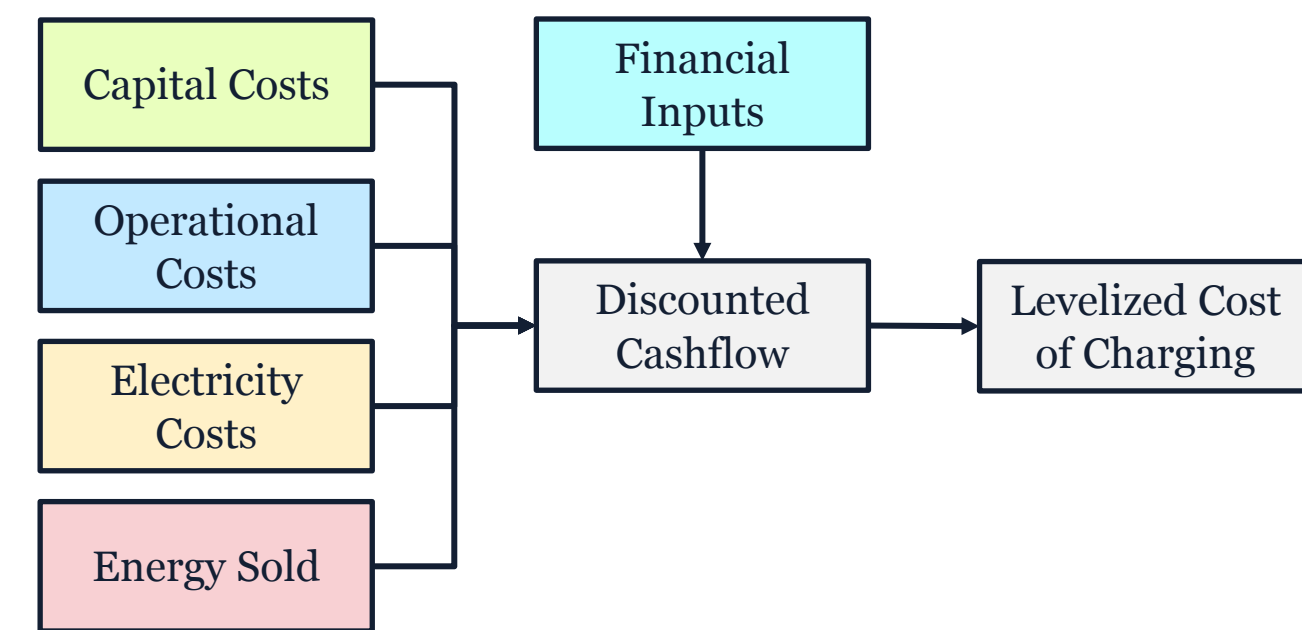 Capital Costs
Operational
Costs
Electricity
Costs
Energy Sold
Financial
Inputs
Discounted
Cashflow
Levelized Cost
of Charging